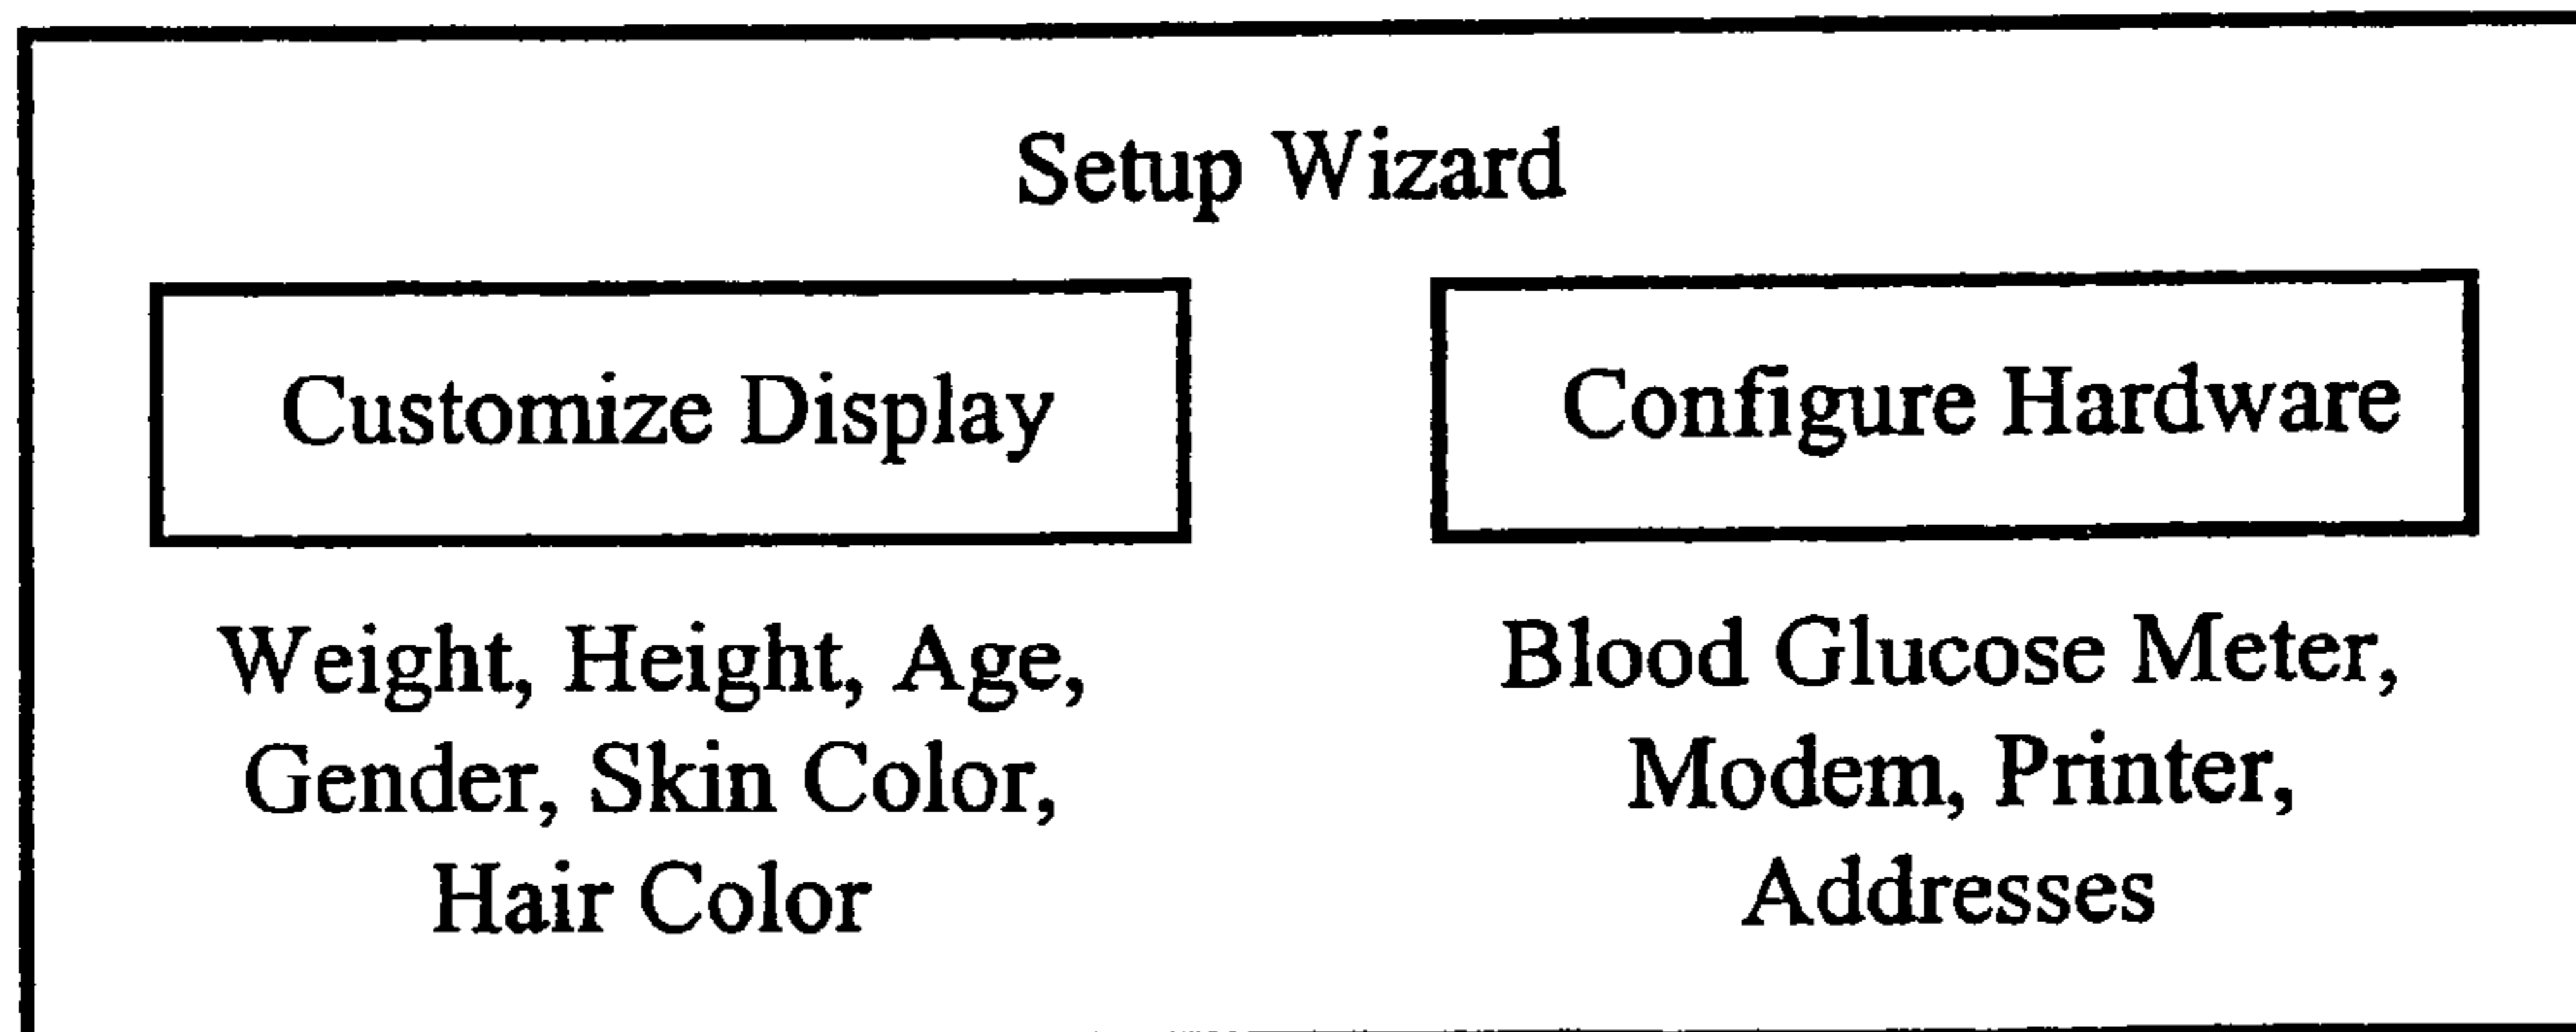 Setup Wizard
Customize Display
Configure Hardware
Weight, Height, Age,
Gender, Skin Color,
Hair Color
Blood Glucose Meter,
Modem, Printer,
Addresses